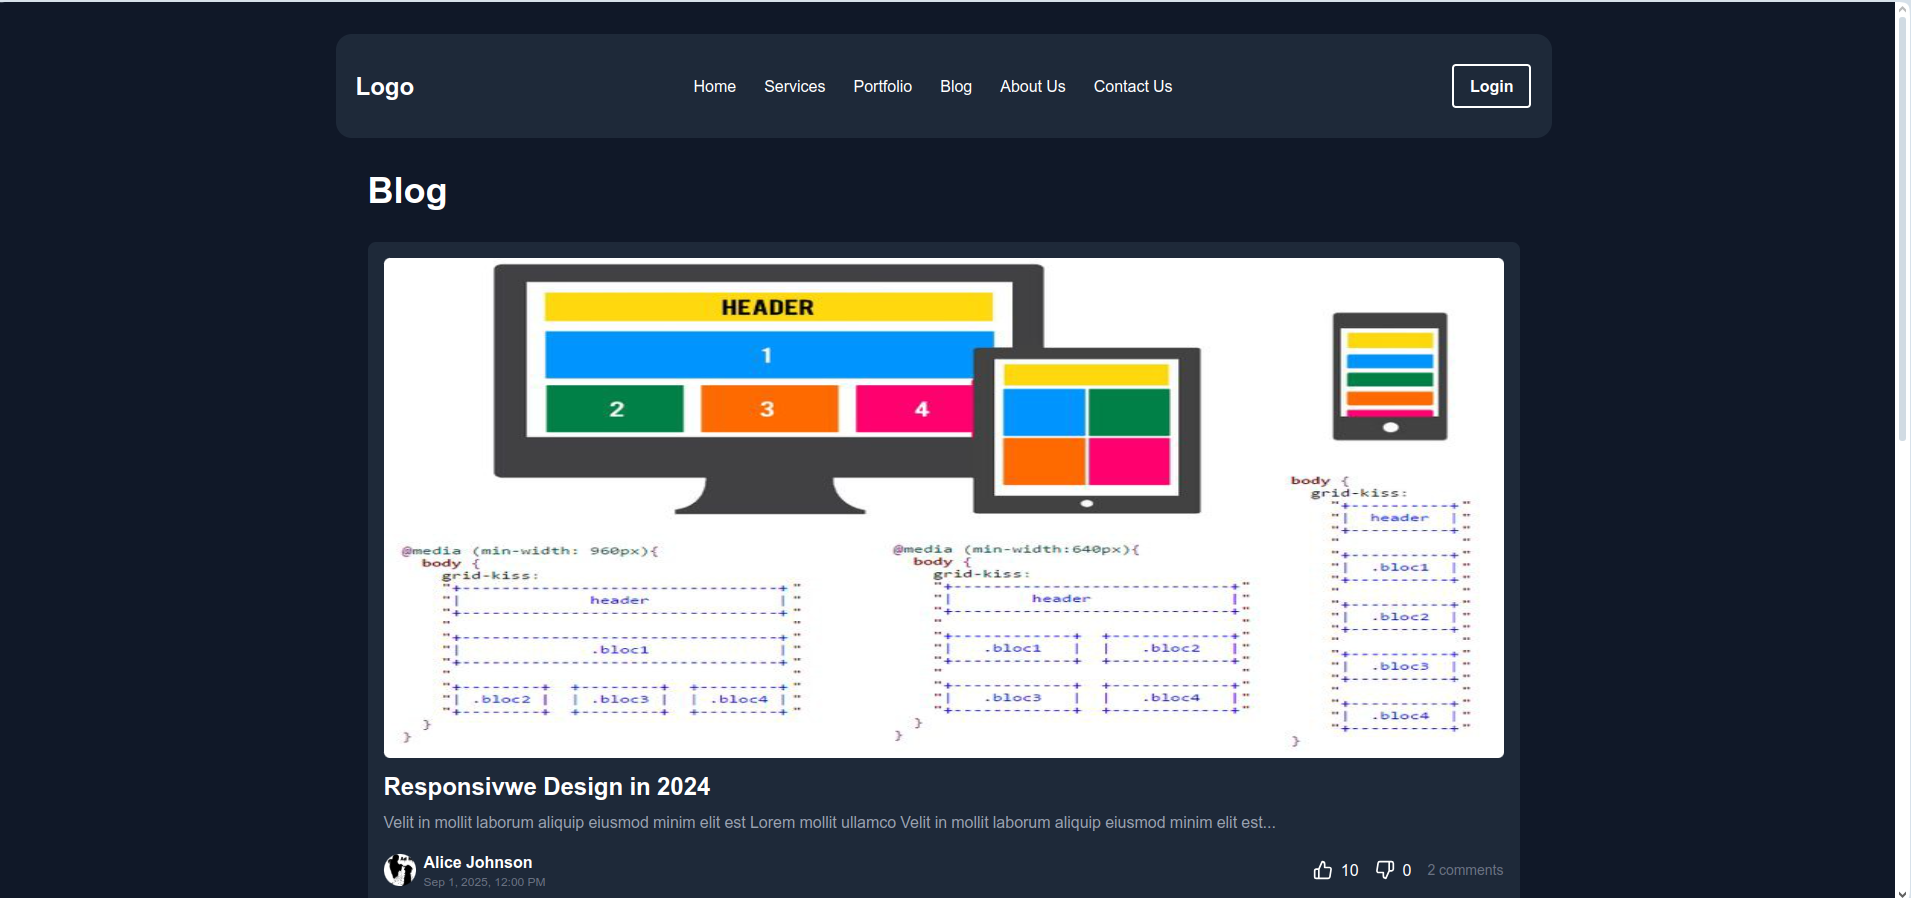 Logo
Home Services Portfolio Blog About Us Contact Us
Login
Blog
HEADER
1
2 3 4
@media (min-width: 960px){
body {
grid-kiss:
"+---------------------------+"
"| header |"
"+---------------------------+"
" "
"+---------------------------+"
"| .bloc1 |"
"+---------------------------+"
" "
"+-------+ +-------+ +-------+"
"| .bloc2 | | .bloc3 | | .bloc4 |"
"+-------+ +-------+ +-------+"
}
}
@media (min-width:640px){
body {
grid-kiss:
"+------------------------+"
"| header |"
"+------------------------+"
" "
"+----------+ +----------+"
"| .bloc1 | | .bloc2 |"
"+----------+ +----------+"
" "
"+----------+ +----------+"
"| .bloc3 | | .bloc4 |"
"+----------+ +----------+"
}
}
body {
grid-kiss:
"+----------+"
"| header |"
"+----------+"
" "
"+----------+"
"| .bloc1 |"
"+----------+"
" "
"+----------+"
"| .bloc2 |"
"+----------+"
" "
"+----------+"
"| .bloc3 |"
"+----------+"
" "
"+----------+"
"| .bloc4 |"
"+----------+"
}
Responsivwe Design in 2024
Velit in mollit laborum aliquip eiusmod minim elit est Lorem mollit ullamco Velit in mollit laborum aliquip eiusmod minim elit est...
Alice Johnson
Sep 1, 2025, 12:00 PM
10 0 2 comments